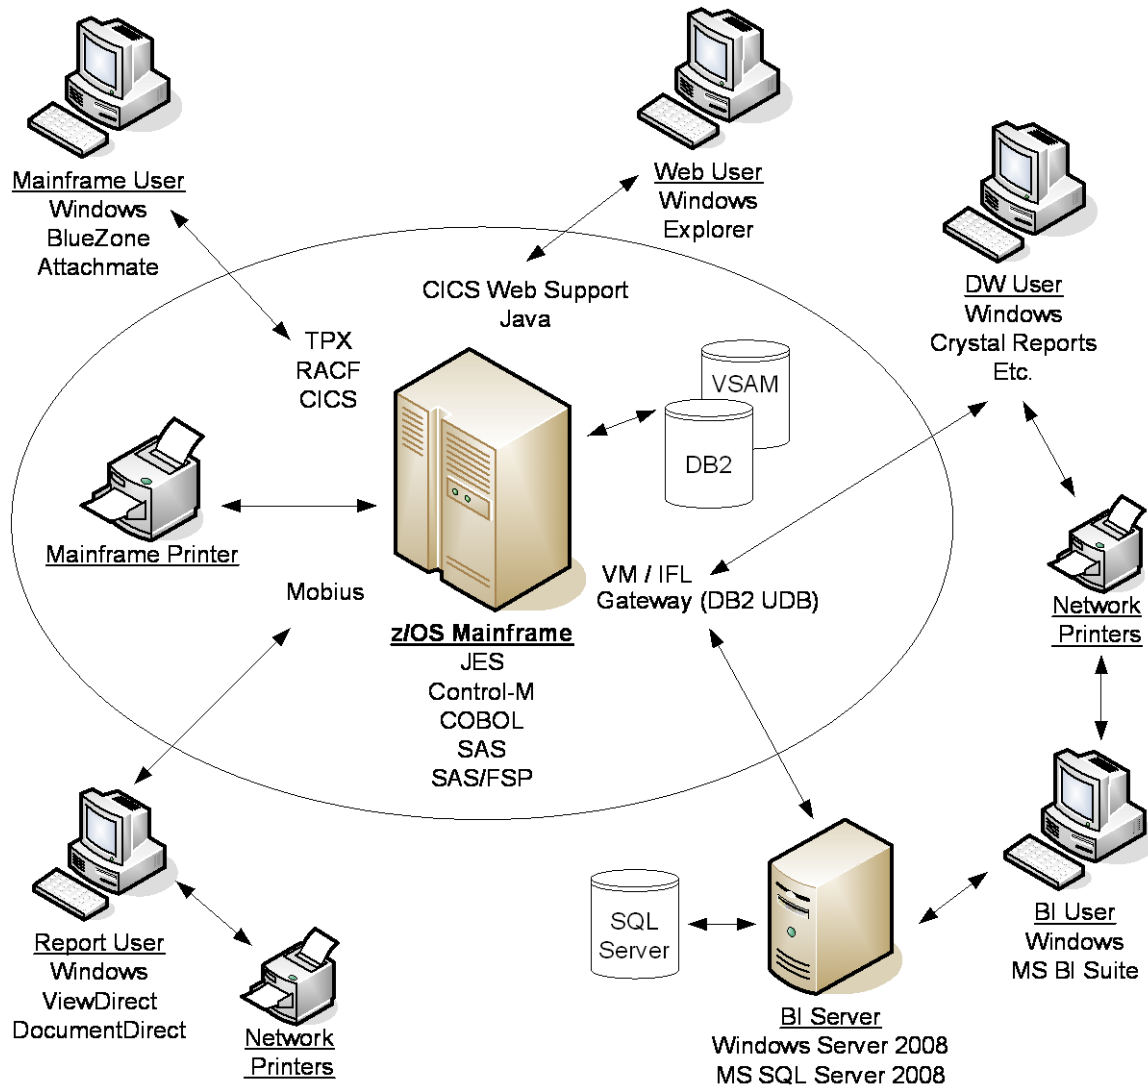 Mainframe User
Windows
BlueZone
Attachmate
Web User
Windows
Explorer
DW User
Windows
Crystal Reports
Etc.
CICS Web Support
Java
TPX
RACF
CICS
VSAM
DB2
Mainframe Printer
Mobius
VM / IFL
Gateway (DB2 UDB)
z/OS Mainframe
JES
Control-M
COBOL
SAS
SAS/FSP
Network
Printers
Report User
Windows
ViewDirect
DocumentDirect
Network
Printers
SQL
Server
BI Server
Windows Server 2008
MS SQL Server 2008
BI User
Windows
MS BI Suite